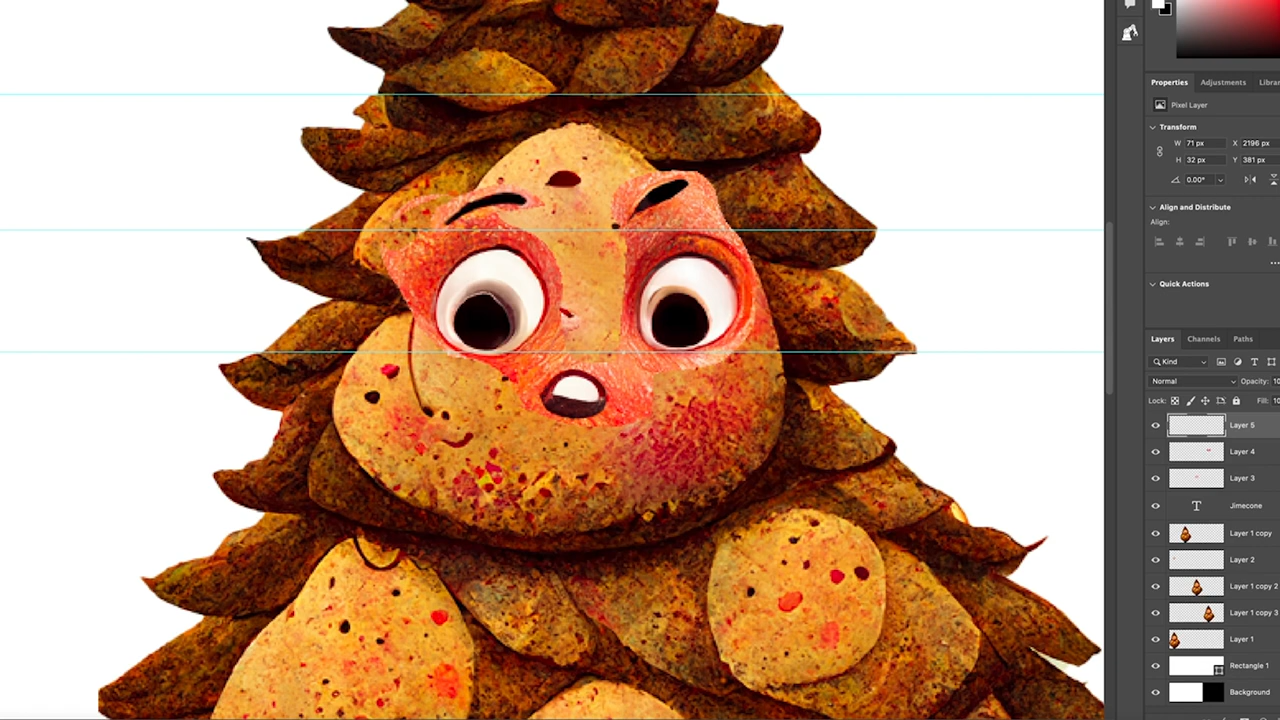 Properties Adjustments
Pixel Layer
Transform
W 71 px X 2196 px
H 32 px Y 381 px
0.00°
Align and Distribute
Align:
Quick Actions
Layers Channels Paths
Kind
Normal Opacity:
Lock: Fill:
Layer 5
Layer 4
Layer 3
T Jimecone
Layer 1 copy
Layer 2
Layer 1 copy 2
Layer 1 copy 3
Layer 1
Rectangle 1
Background